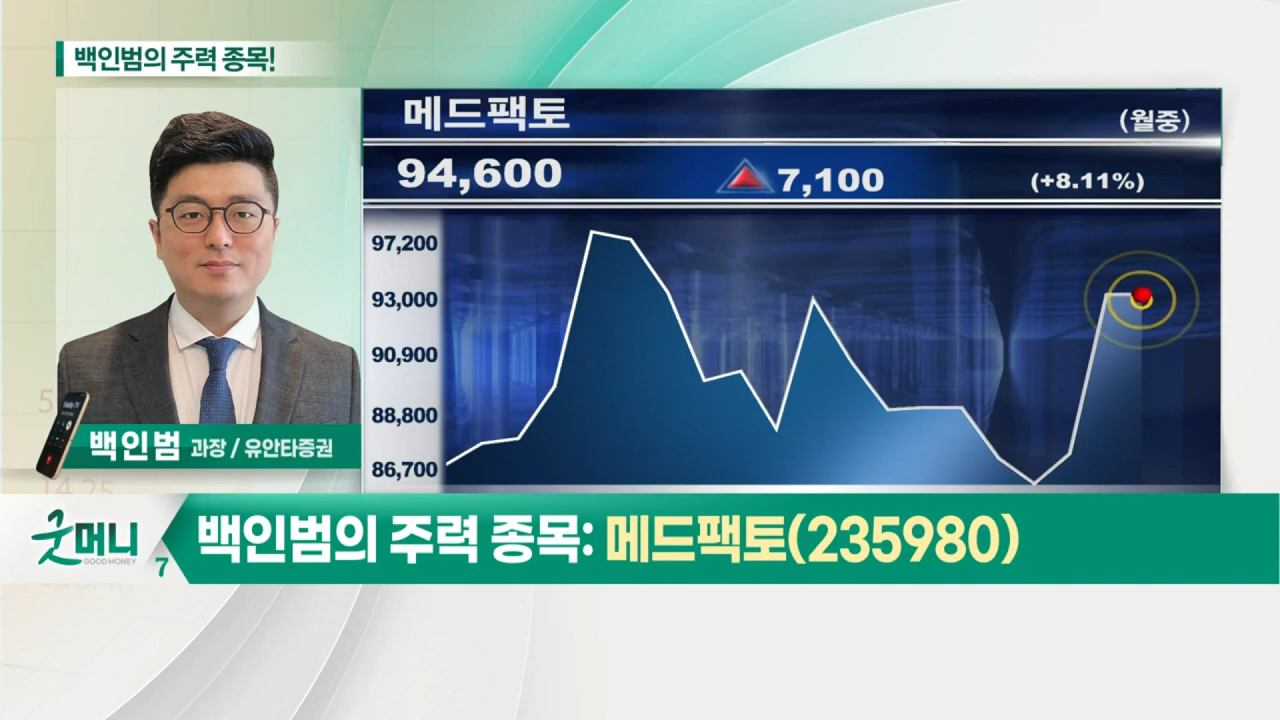 백인범의 주력 종목!
메드팩토
(월중)
94,600 7,100 (+8.11%)
97,200
93,000
90,900
88,800
86,700
백인범 과장 / 유안타증권
굿머니
GOOD MONEY
7
백인범의 주력 종목: 메드팩토(235980)